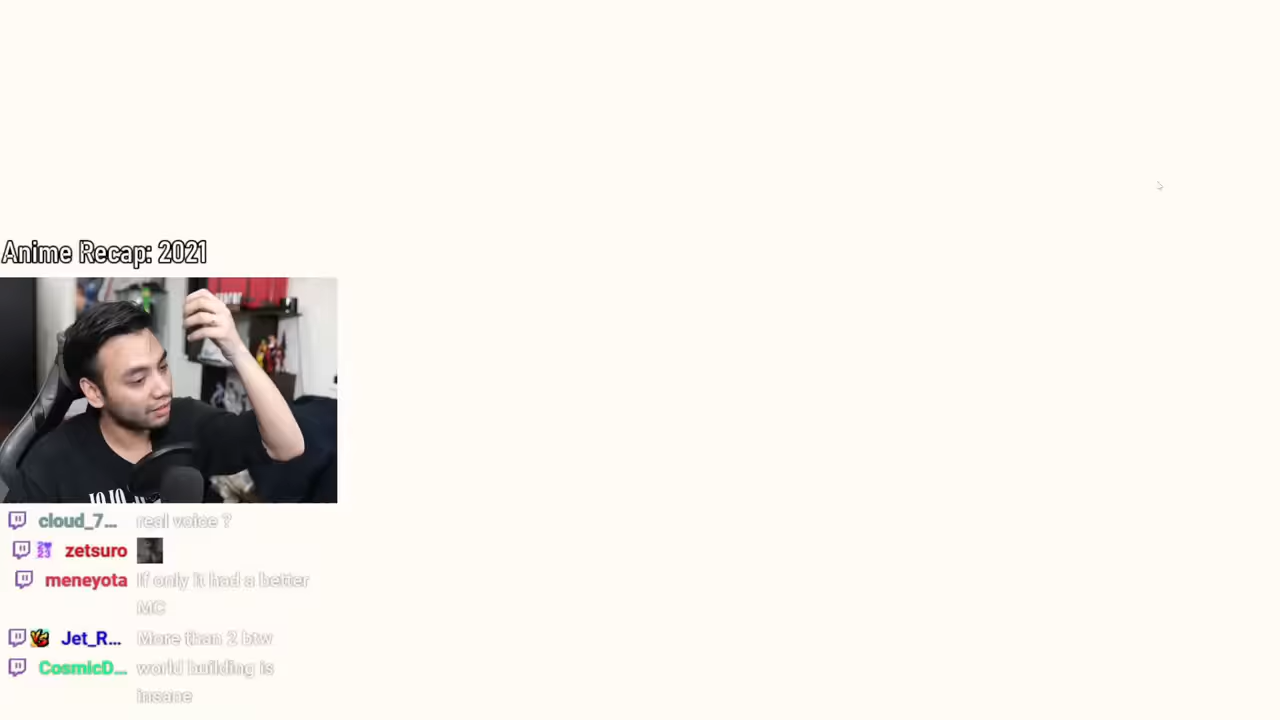 Anime Recap: 2021
cloud_7... real voice ?
zetsuro
meneyota If only it had a better
MC
Jet_R... More than 2 btw
CosmicD... world building is
insane